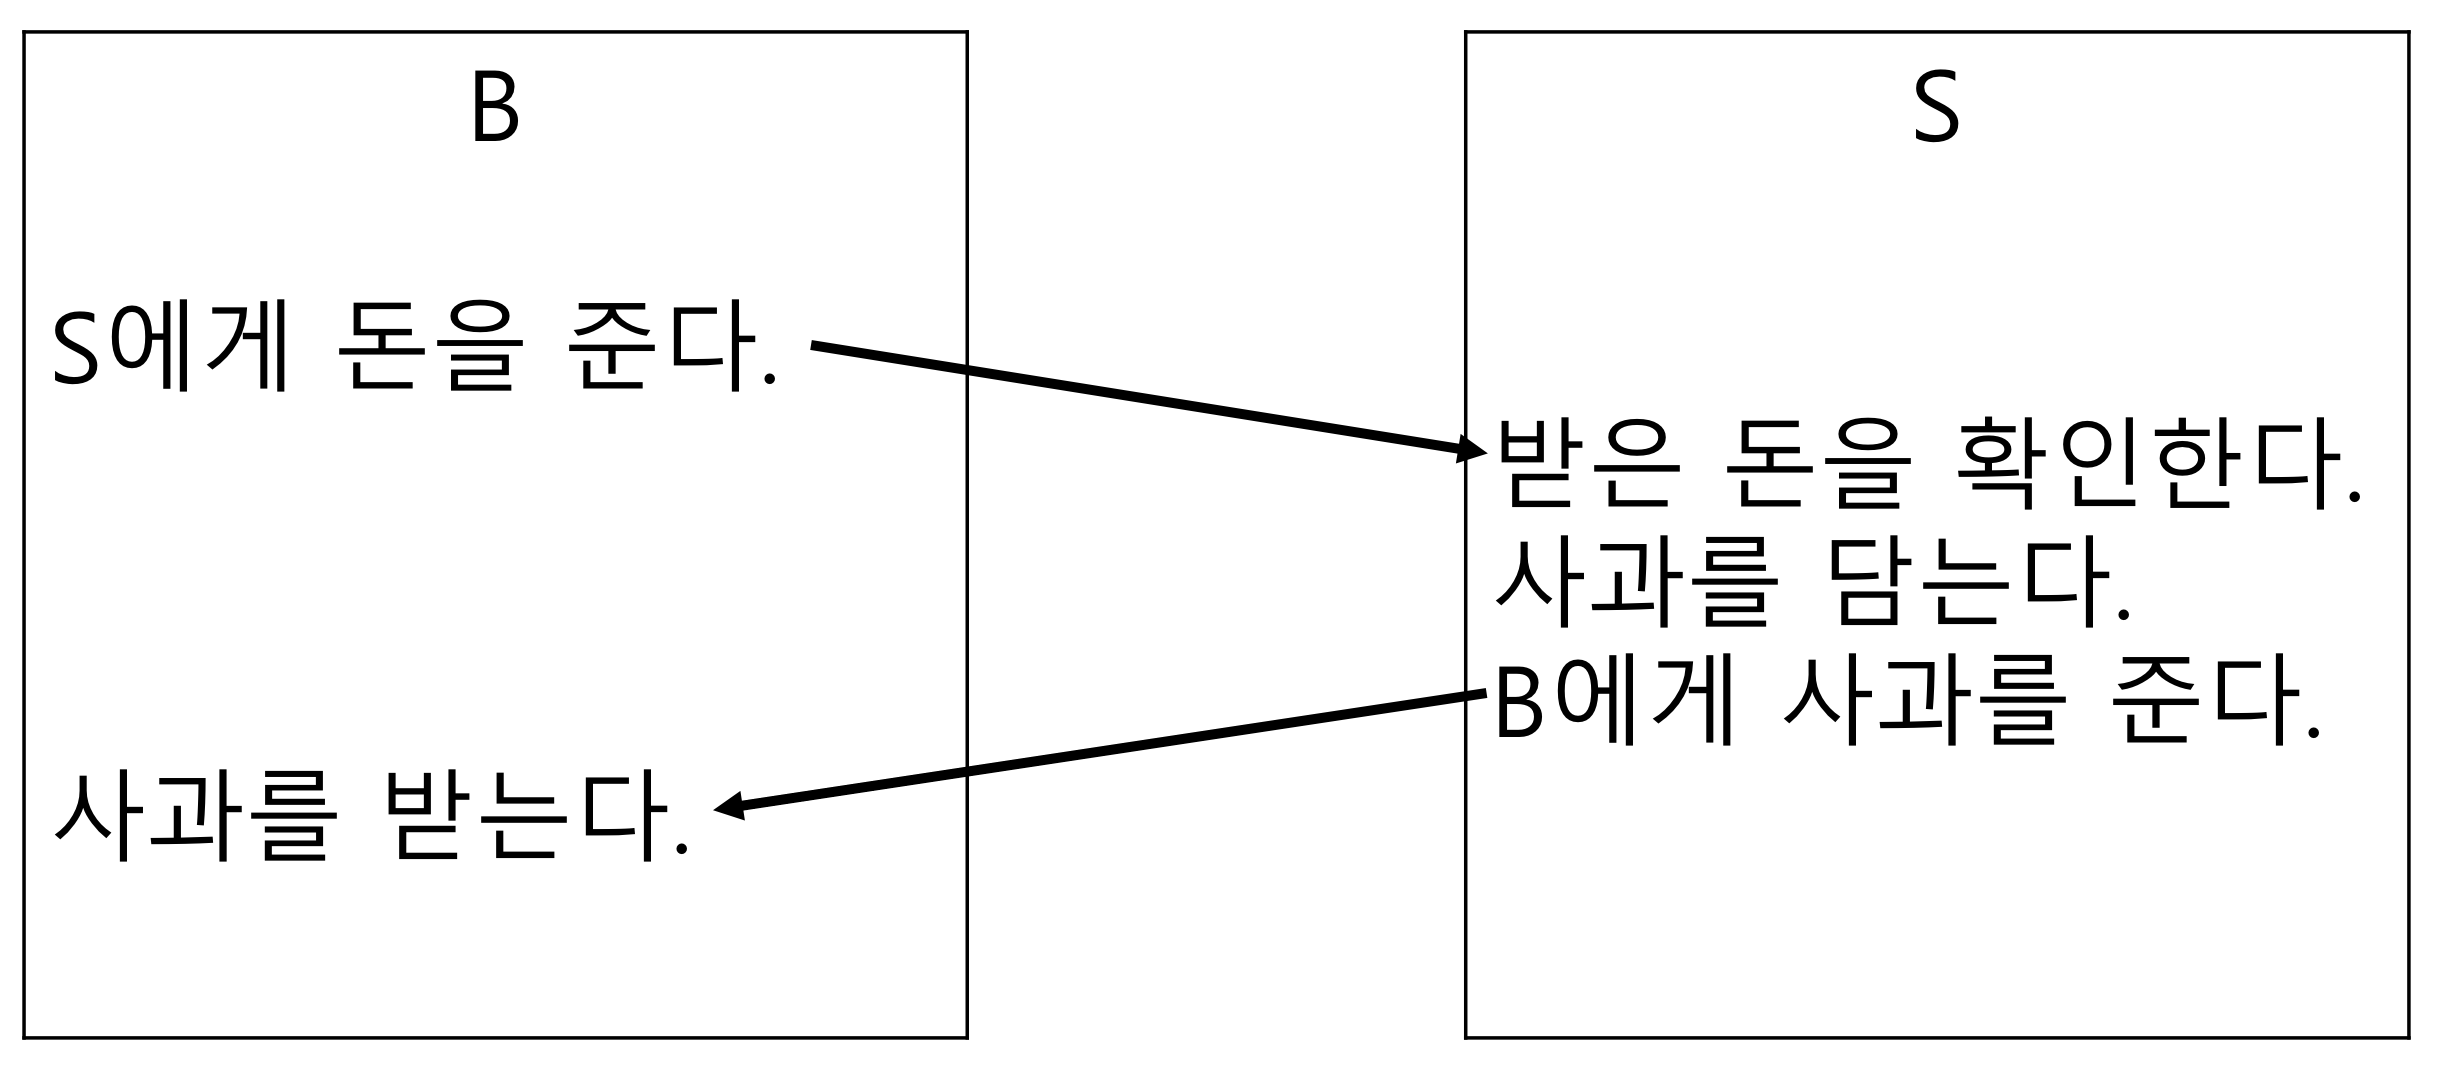 B
S에게 돈을 준다.
사과를 받는다.
S
받은 돈을 확인한다.
사과를 담는다.
B에게 사과를 준다.